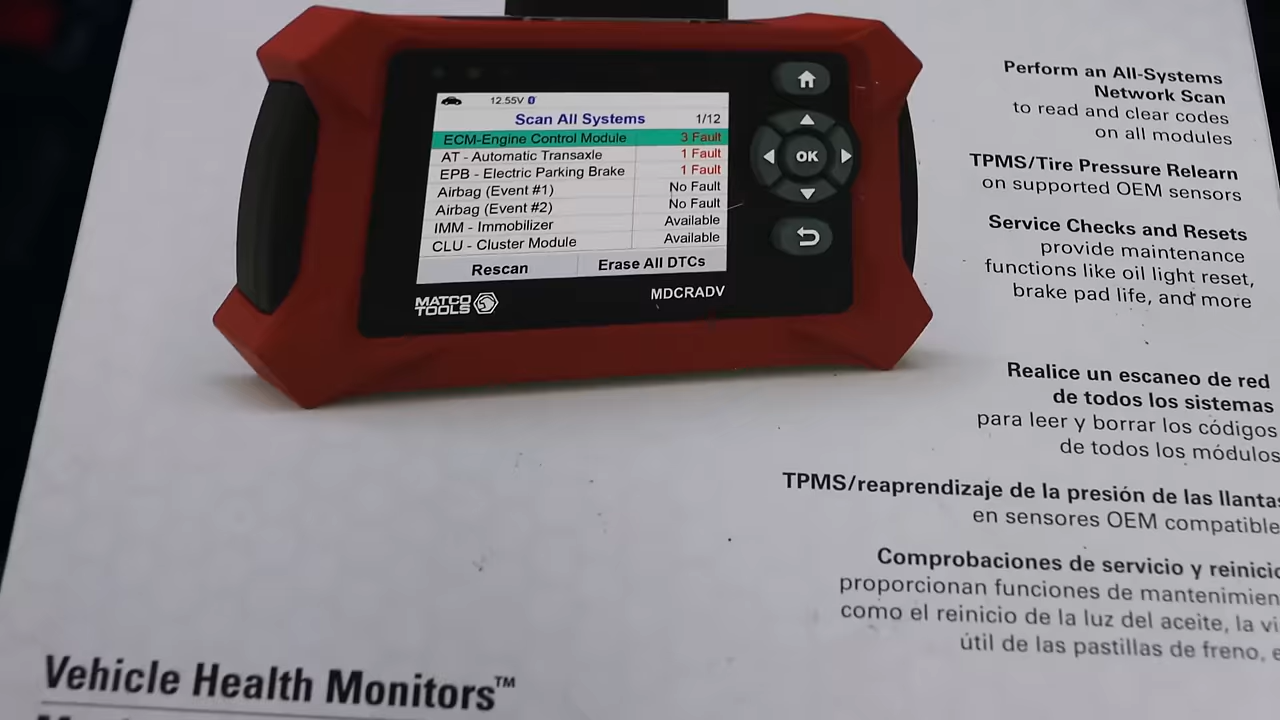 12.55V
Scan All Systems 1/12
ECM-Engine Control Module 3 Fault
AT - Automatic Transaxle 1 Fault
EPB - Electric Parking Brake 1 Fault
Airbag (Event #1) No Fault
Airbag (Event #2) No Fault
IMM - Immobilizer Available
CLU - Cluster Module Available
Rescan Erase All DTCs
MATCO
TOOLS
MDCRADV
OK
Perform an All-Systems
Network Scan
to read and clear codes
on all modules
TPMS/Tire Pressure Relearn
on supported OEM sensors
Service Checks and Resets
provide maintenance
functions like oil light reset,
brake pad life, and more
Realice un escaneo de red
de todos los sistemas
para leer y borrar los códigos
de todos los módulos
TPMS/reaprendizaje de la presión de las llantas
en sensores OEM compatible
Comprobaciones de servicio y reinicio
proporcionan funciones de mantenimien
como el reinicio de la luz del aceite, la vi
útil de las pastillas de freno, e
Vehicle Health Monitors™